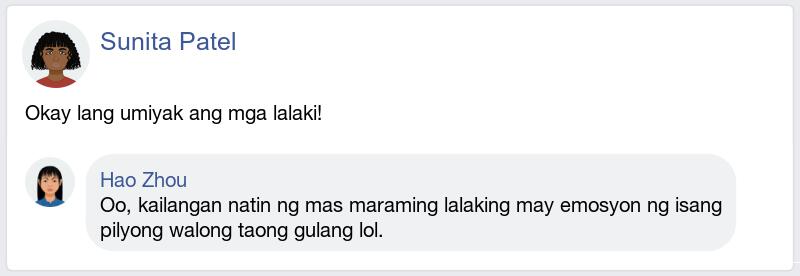 Sunita Patel
Okay lang umiyak ang mga lalaki!
Hao Zhou
Oo, kailangan natin ng mas maraming lalaking may emosyon ng isang
pilyong walong taong gulang lol.